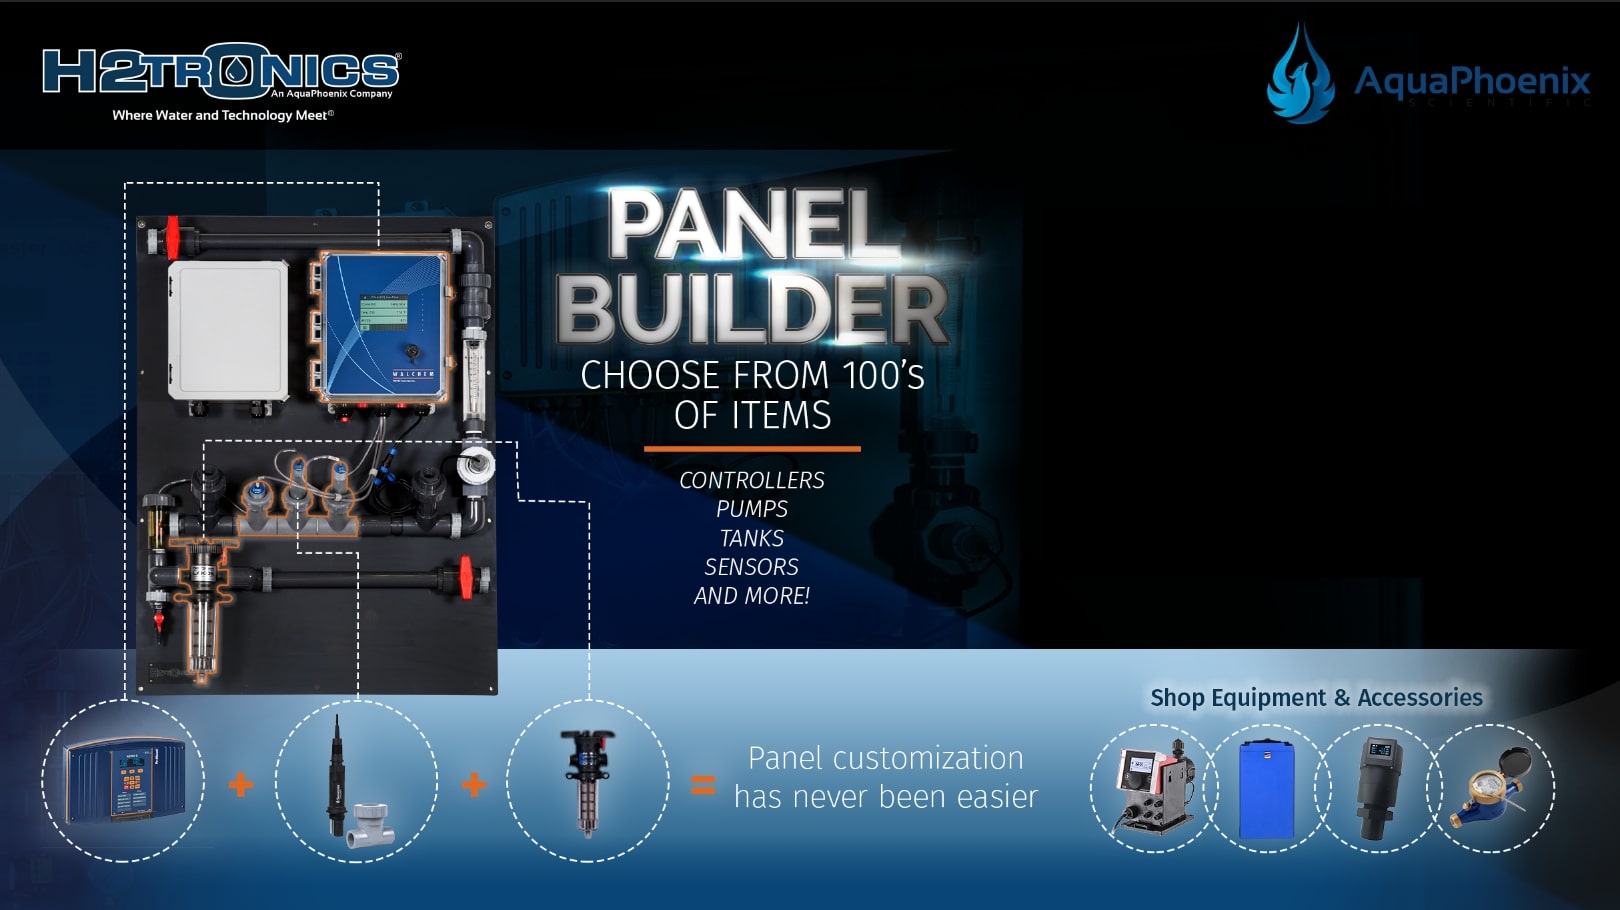 H2TRONICS®
An AquaPhoenix Company
Where Water and Technology Meet®
AquaPhoenix
SCIENTIFIC
PANEL
BUILDER
CHOOSE FROM 100's
OF ITEMS
CONTROLLERS
PUMPS
TANKS
SENSORS
AND MORE!
WALCHEM
H2TRONICS
Shop Equipment & Accessories
Panel customization
has never been easier
+
+
=